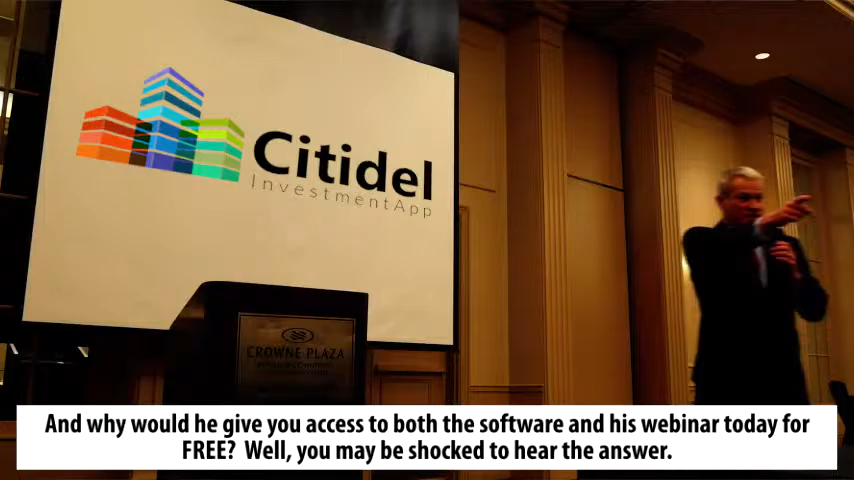 Citidel
InvestmentApp
CROWNE PLAZA
And why would he give you access to both the software and his webinar today for
FREE?  Well, you may be shocked to hear the answer.